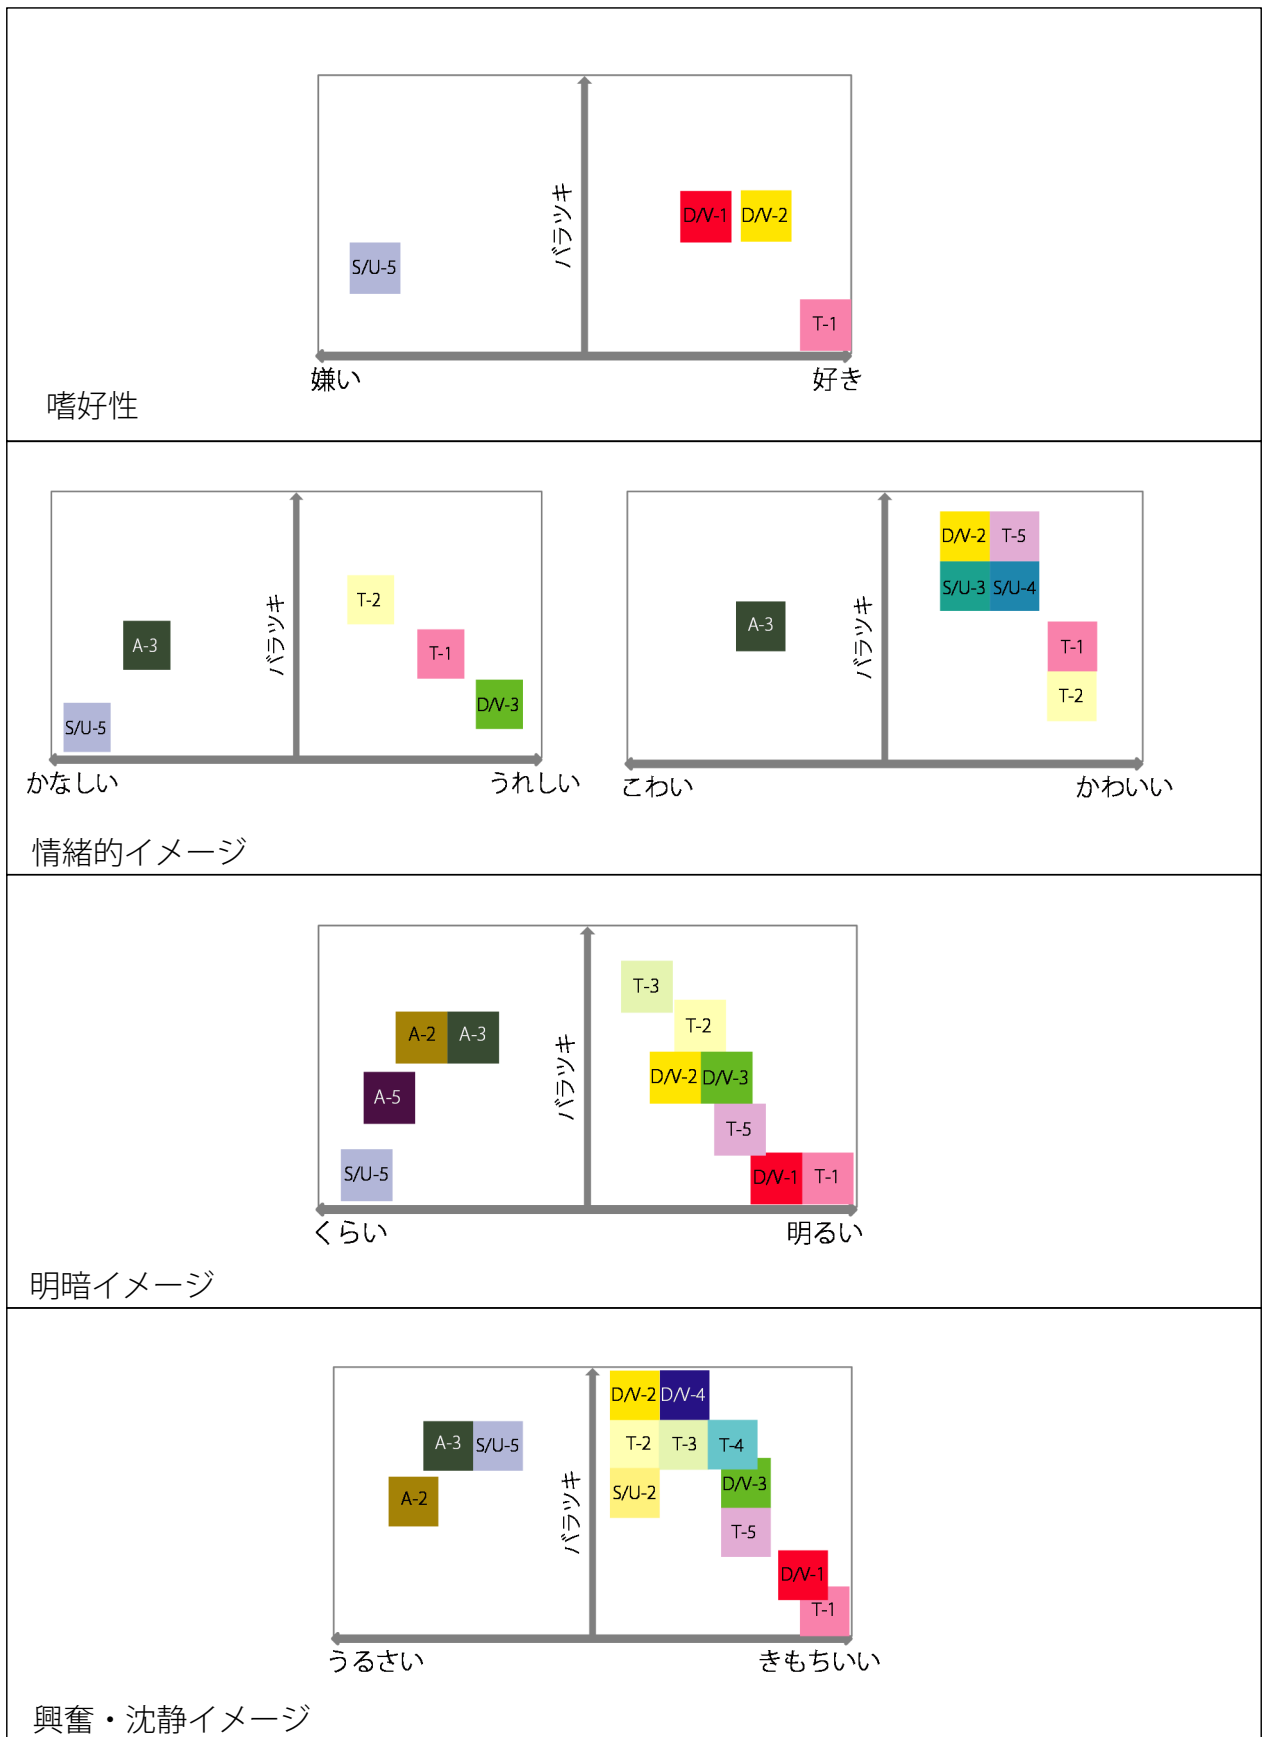 バラツキ
D/V-1 D/V-2
S/U-5
T-1
嫌い 好き
嗜好性
D/V-2 T-5
T-2
S/U-3 S/U-4
バラツキ バラツキ
A-3 T-1 A-3 T-1
D/V-3 T-2
S/U-5
かなしい うれしい こわい かわいい
情緒的イメージ
T-3
T-2
A-2 A-3
バラツキ
D/V-2 D/V-3
A-5
T-5
S/U-5 D/V-1 T-1
くらい 明るい
明暗イメージ
D/V-2 D/V-4
A-3 S/U-5 T-2 T-3 T-4
A-2 S/U-2 D/V-3
バラツキ
T-5
D/V-1
T-1
うるさい きもちいい
興奮・沈静イメージ